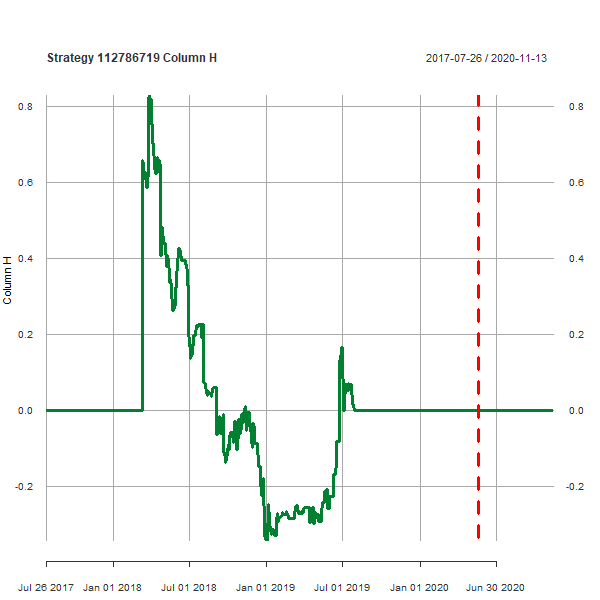 Strategy 112786719 Column H
2017-07-26 / 2020-11-13
0.8
0.8
0.6
0.6
0.4
0.4
0.2
0.2
0.0
0.0
-0.2
-0.2
Column H
Jul 26 2017
Jan 01 2018
Jul 01 2018
Jan 01 2019
Jul 01 2019
Jan 01 2020
Jun 30 2020